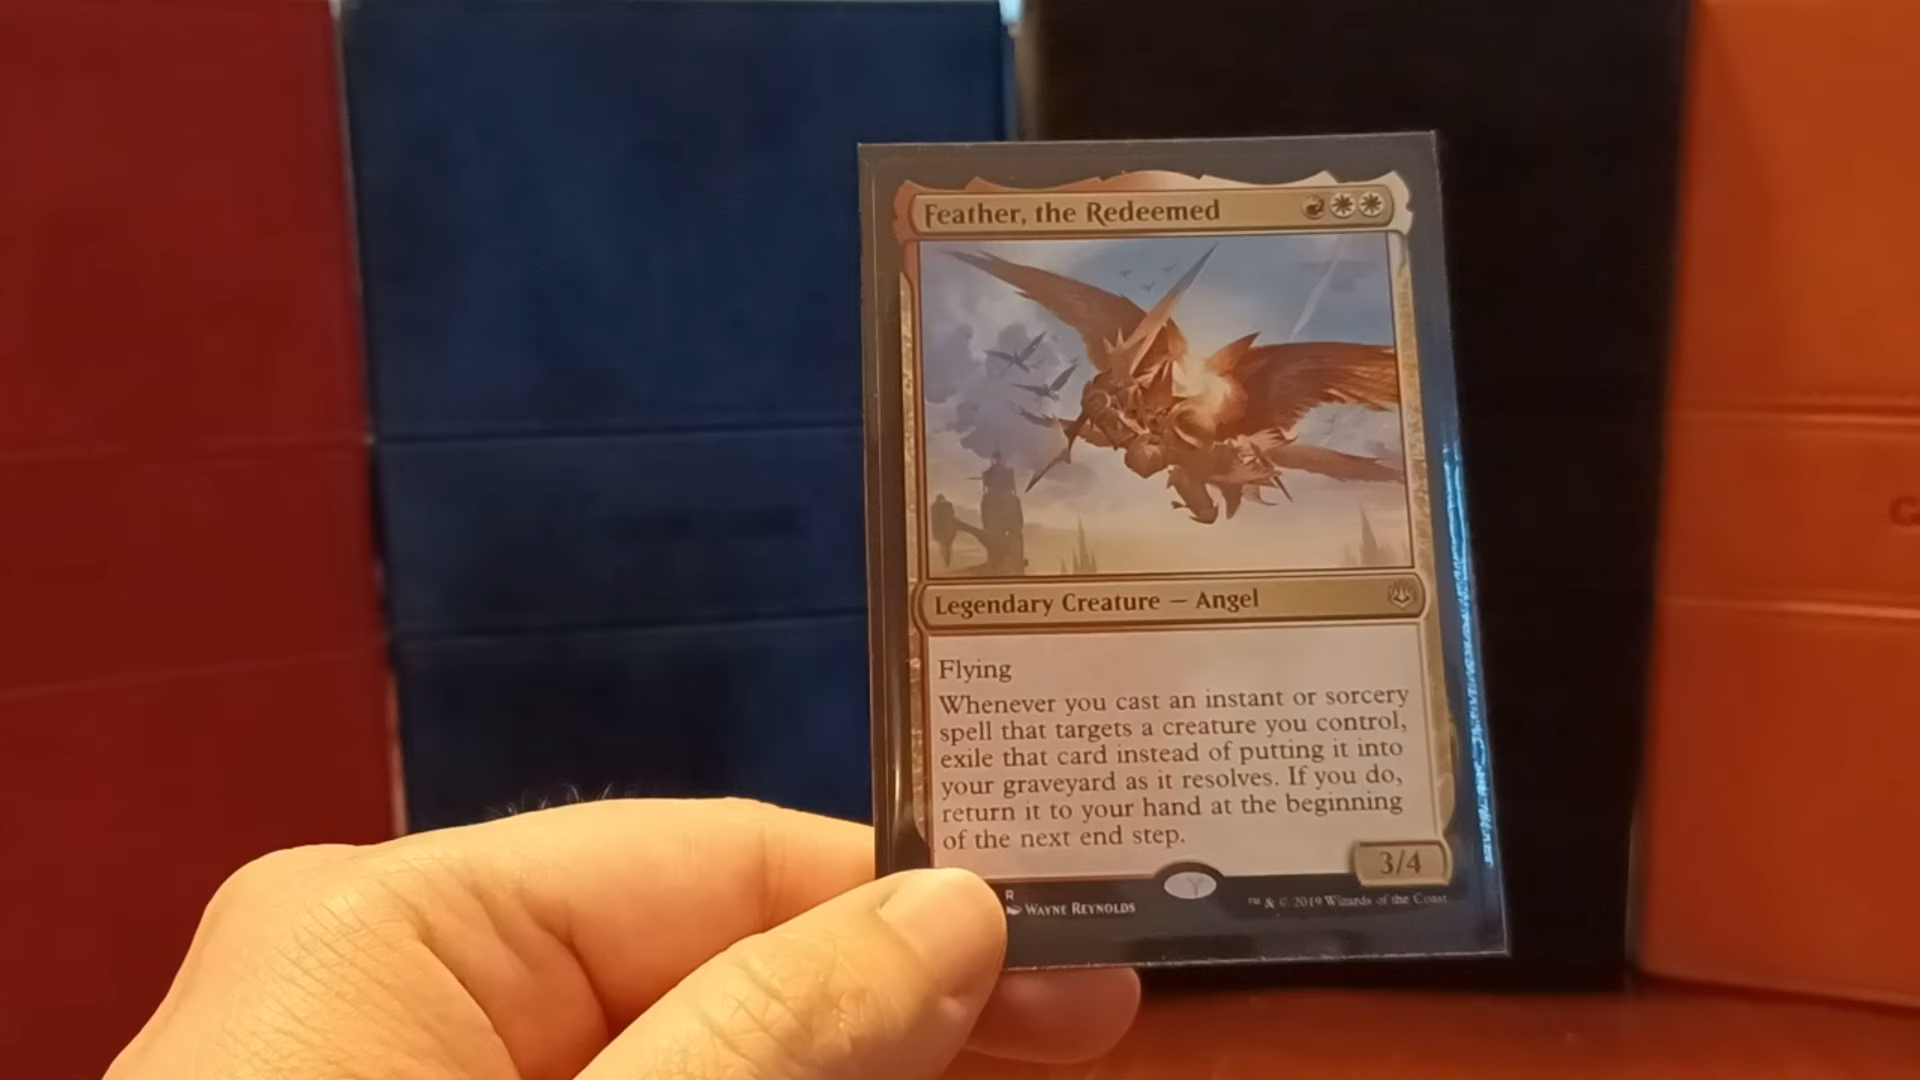 Feather, the Redeemed
Legendary Creature — Angel
Flying
Whenever you cast an instant or sorcery
spell that targets a creature you control,
exile that card instead of putting it into
your graveyard as it resolves. If you do,
return it to your hand at the beginning
of the next end step.
3/4
R
WAYNE REYNOLDS
™ & © 2019 Wizards of the Coast